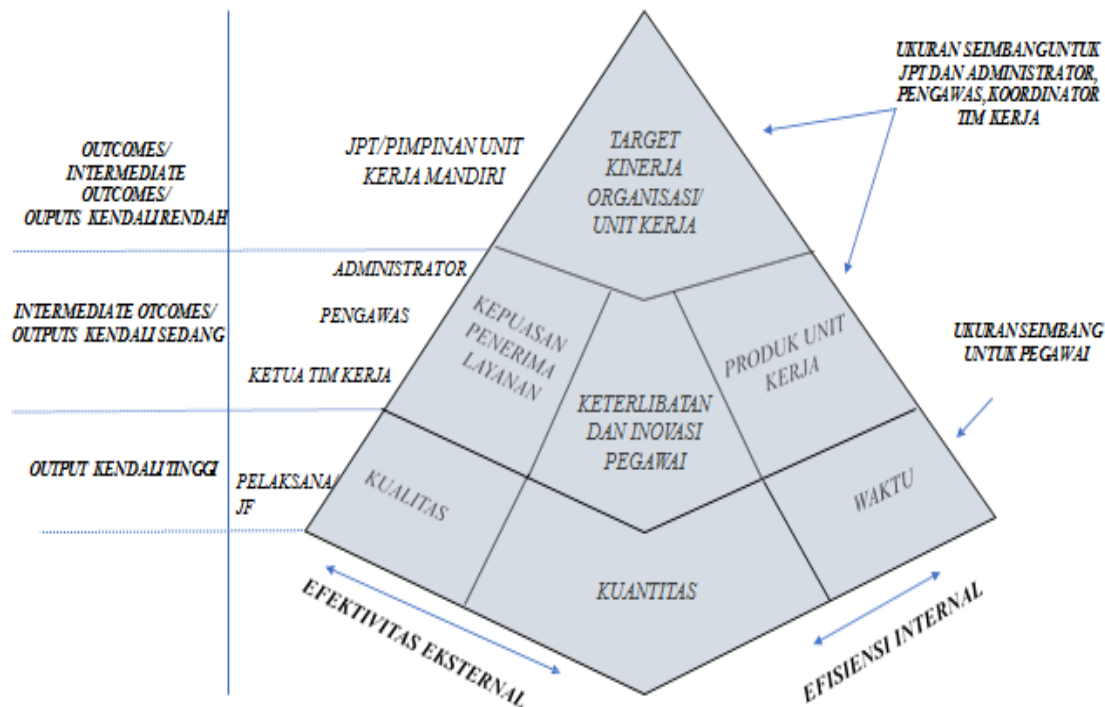 OUTCOMES/
INTERMEDIATE
OUTCOMES/
OUPUTS KENDALI RENDAH
INTERMEDIATE OTCOMES/
OUTPUTS KENDALI SEDANG
OUTPUT KENDALI TINGGI
JPT/PIMPINAN UNIT
KERJA MANDIRI
ADMINISTRATOR
PENGAWAS
KETUA TIM KERJA
PELAKSANA/
JF
TARGET
KINERJA
ORGANISASI/
UNIT KERJA
KEPUASAN
PENERIMA
LAYANAN
KETERLIBATAN
DAN INOVASI
PEGAWAI
PRODUK UNIT
KERJA
KUALITAS
KUANTITAS
WAKTU
UKURAN SEIMBANGUNTUK
JPT DAN ADMINISTRATOR,
PENGAWAS, KOORDINATOR
TIM KERJA
UKURAN SEIMBANG
UNTUK PEGAWAI
EFEKTIVITAS EKSTERNAL
EFISIENSI INTERNAL